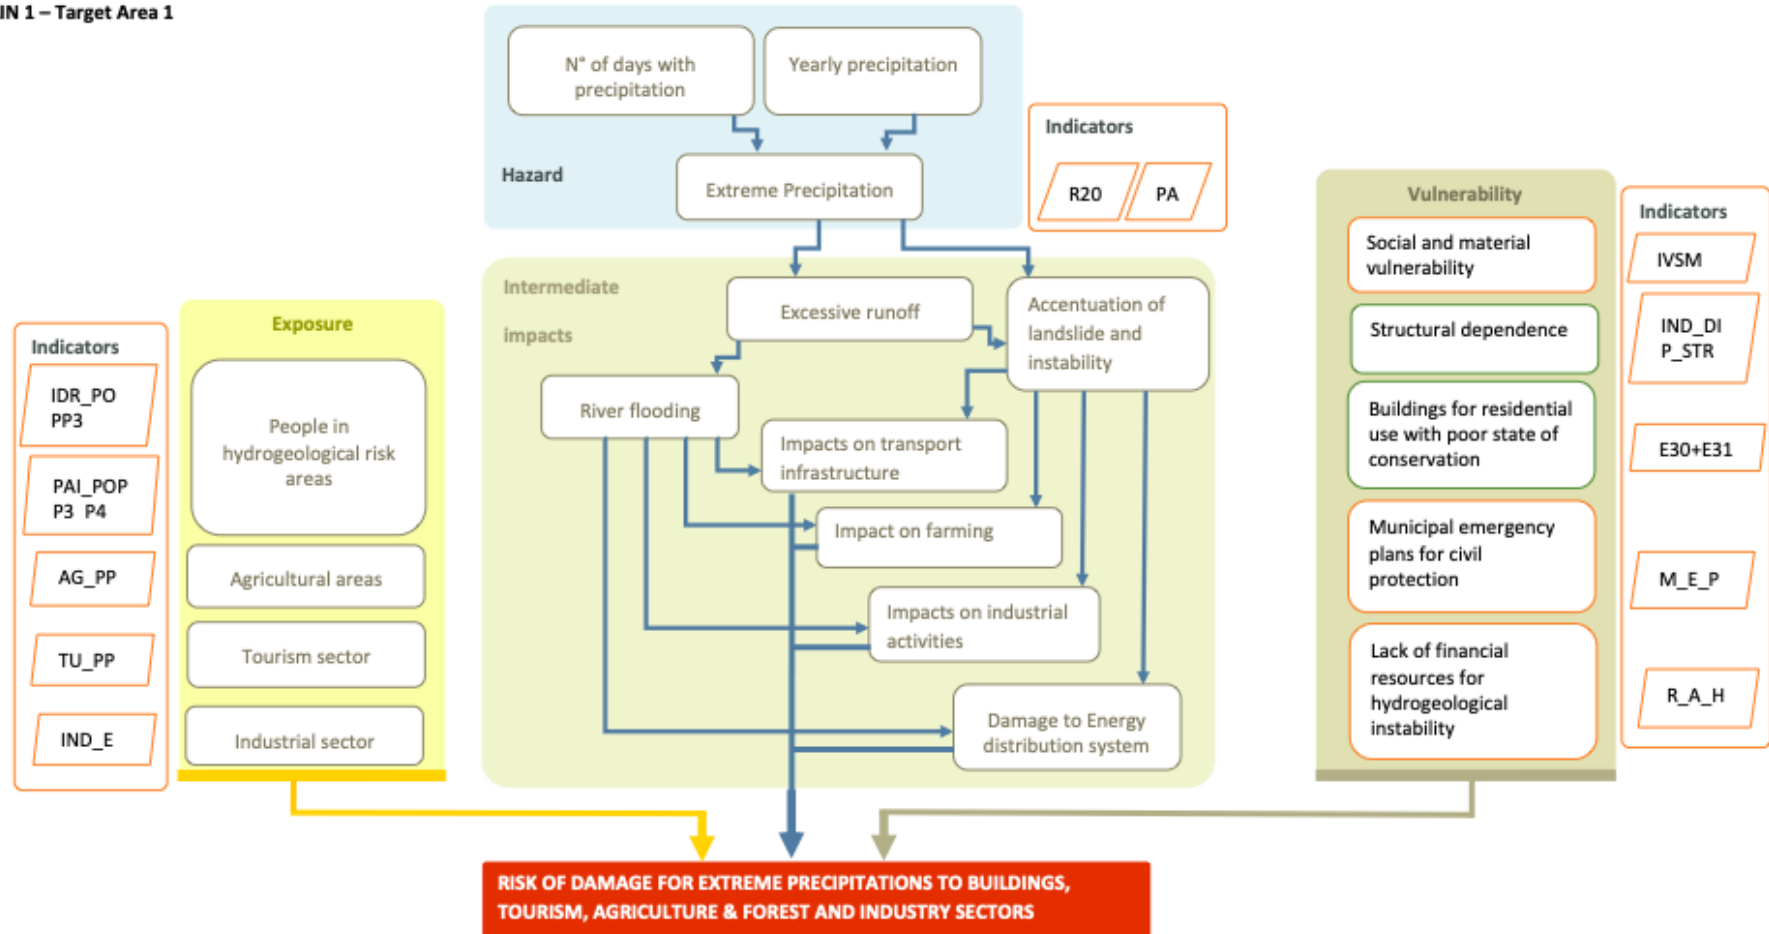 IN 1 – Target Area 1
N° of days with
precipitation
Yearly precipitation
Hazard
Extreme Precipitation
Indicators
R20
PA
Intermediate
impacts
Excessive runoff
Accentuation of
landslide and
instability
River flooding
Impacts on transport
infrastructure
Impact on farming
Impacts on industrial
activities
Damage to Energy
distribution system
Indicators
IDR_PO
PP3
PAI_POP
P3 P4
AG_PP
TU_PP
IND_E
Exposure
People in
hydrogeological risk
areas
Agricultural areas
Tourism sector
Industrial sector
Vulnerability
Social and material
vulnerability
Structural dependence
Buildings for residential
use with poor state of
conservation
Municipal emergency
plans for civil
protection
Lack of financial
resources for
hydrogeological
instability
Indicators
IVSM
IND_DI
P_STR
E30+E31
M_E_P
R_A_H
RISK OF DAMAGE FOR EXTREME PRECIPITATIONS TO BUILDINGS,
TOURISM, AGRICULTURE & FOREST AND INDUSTRY SECTORS